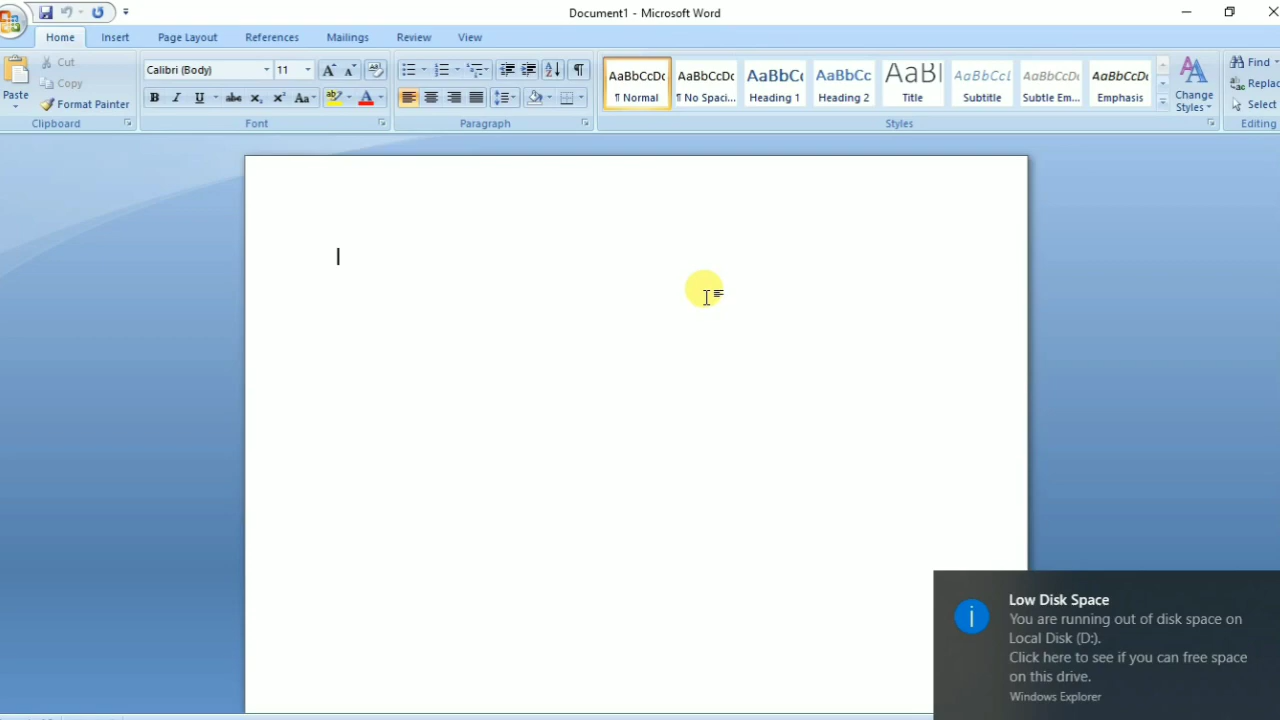 Document1 - Microsoft Word
Home Insert Page Layout References Mailings Review View
Paste
Cut
Copy
Format Painter
Clipboard
Calibri (Body) 11
Font
Paragraph
AaBbCcDc AaBbCcDc AaBbCc AaBbCc AaBl AaBbCcL AaBbCcDc AaBbCcDc
¶ Normal ¶ No Spaci... Heading 1 Heading 2 Title Subtitle Subtle Em... Emphasis
Change
Styles
Styles
Find
Replac
Select
Editing
Low Disk Space
You are running out of disk space on
Local Disk (D:).
Click here to see if you can free space
on this drive.
Windows Explorer